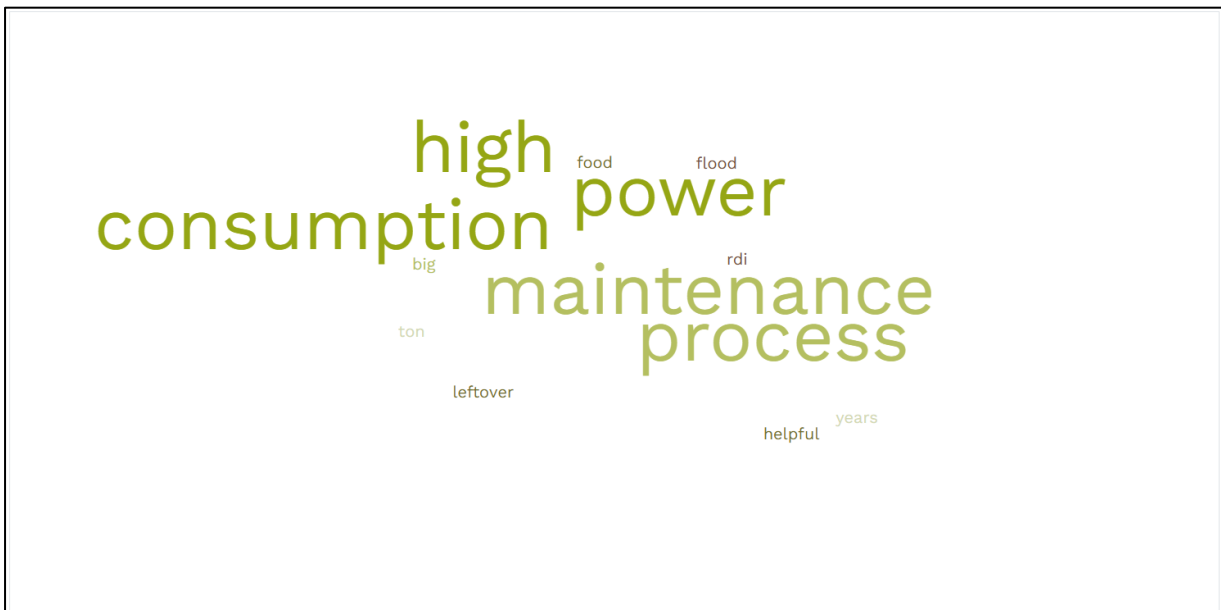 high
food
flood
power
consumption
rdi
big
maintenance
ton
process
leftover
years
helpful